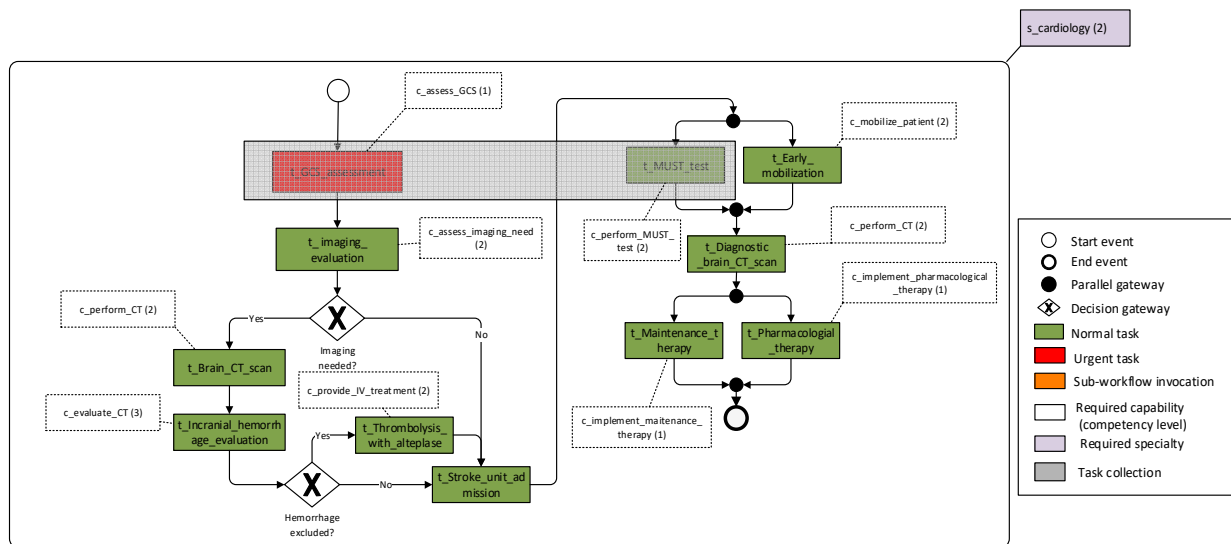 s_cardiology (2)
c_assess_GCS (1)
c_mobilize_patient (2)
t_GCS_assessment
t_MUST_test
t_Early_
mobilization
c_assess_imaging_need
(2)
t_imaging_
evaluation
c_perform_MUST_
test (2)
c_perform_CT (2)
t_Diagnostic
_brain_CT_scan
c_implement_pharmacological
_therapy (1)
c_perform_CT (2)
Yes
X
No
Imaging
needed?
t_Maintenance_t
herapy
t_Pharmacologial
_therapy
t_Brain_CT_scan
c_provide_IV_treatment (2)
c_evaluate_CT (3)
t_Incranial_hemorrh
age_evaluation
Yes
t_Thrombolysis_
with_alteplase
c_implement_maitenance_
therapy (1)
X
No
t_Stroke_unit_ad
mission
Hemorrhage
excluded?
Start event
End event
Parallel gateway
X
Decision gateway
Normal task
Urgent task
Sub-workflow invocation
Required capability
(competency level)
Required specialty
Task collection